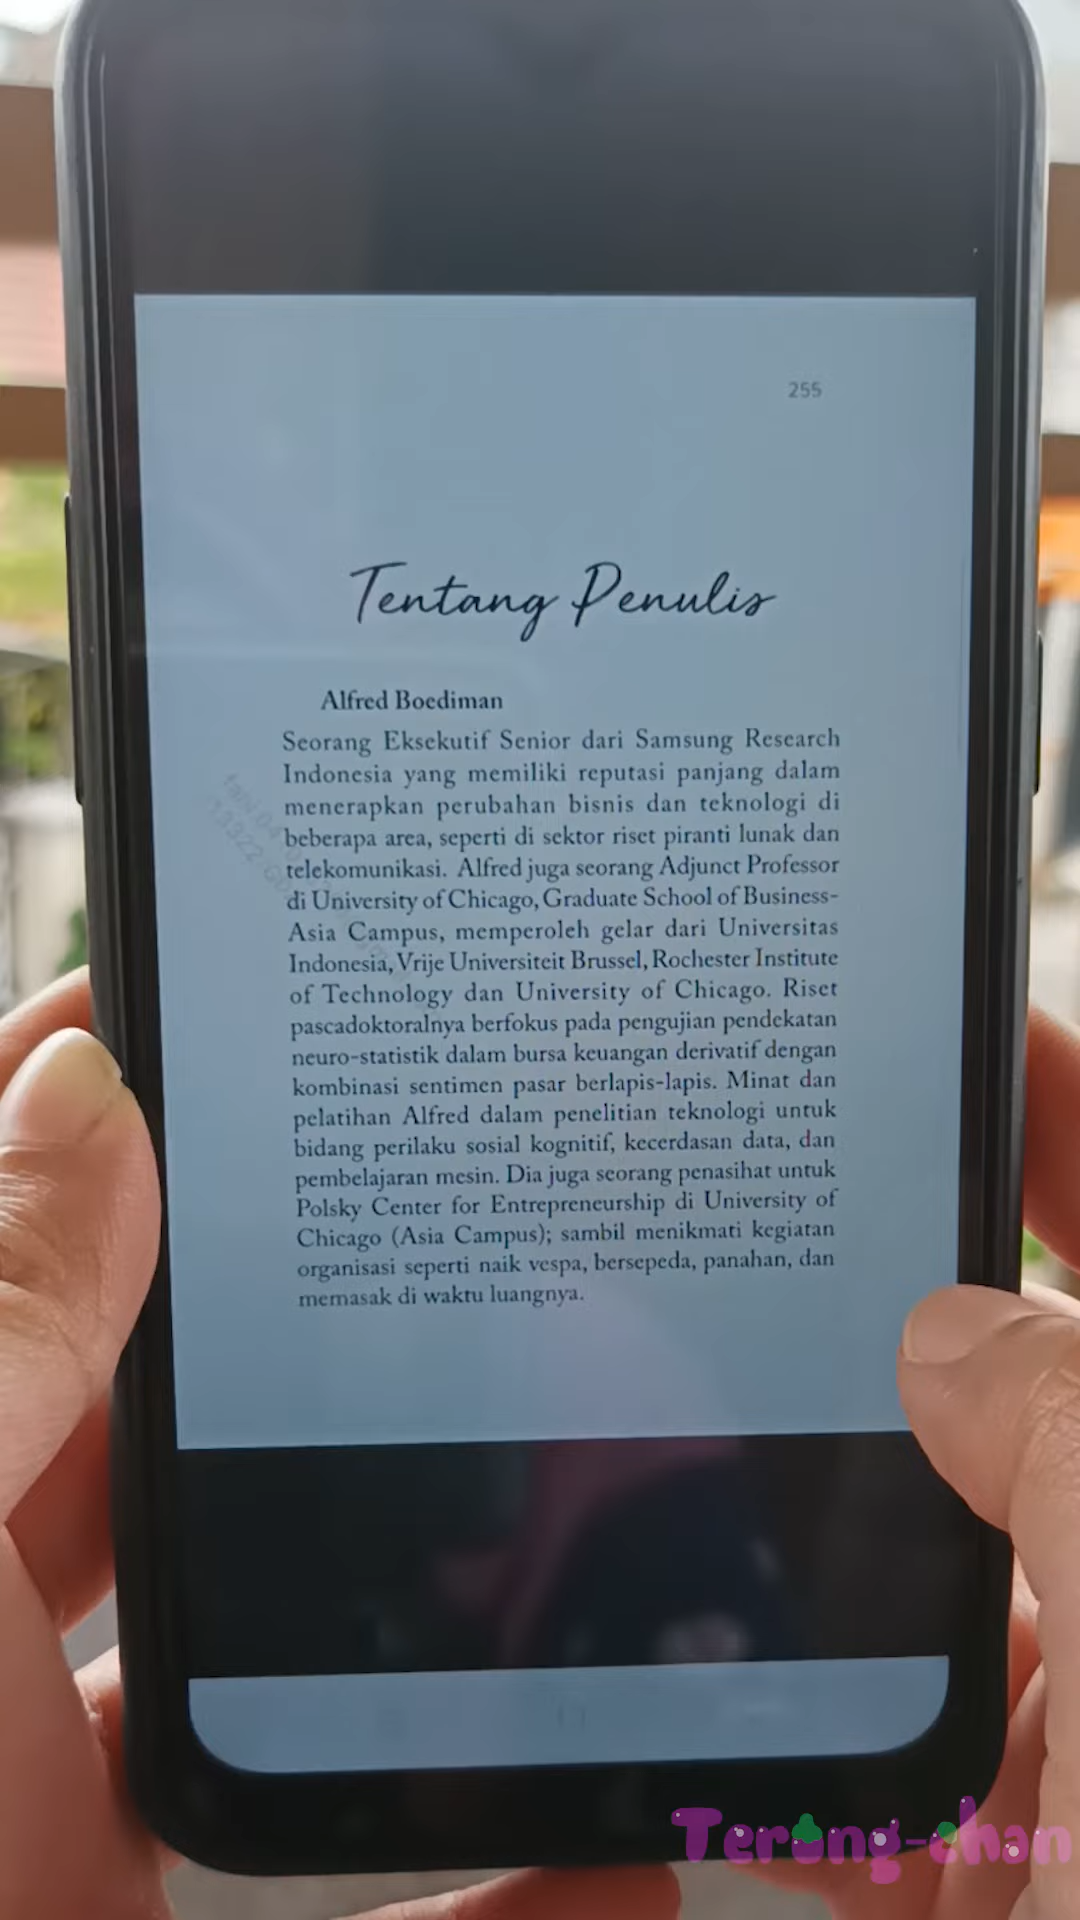 255
Tentang Penulis
Alfred Boediman
Seorang Eksekutif Senior dari Samsung Research
Indonesia yang memiliki reputasi panjang dalam
menerapkan perubahan bisnis dan teknologi di
beberapa area, seperti di sektor riset piranti lunak dan
telekomunikasi. Alfred juga seorang Adjunct Professor
di University of Chicago, Graduate School of Business-
Asia Campus, memperoleh gelar dari Universitas
Indonesia, Vrije Universiteit Brussel, Rochester Institute
of Technology dan University of Chicago. Riset
pascadoktoralnya berfokus pada pengujian pendekatan
neuro-statistik dalam bursa keuangan derivatif dengan
kombinasi sentimen pasar berlapis-lapis. Minat dan
pelatihan Alfred dalam penelitian teknologi untuk
bidang perilaku sosial kognitif, kecerdasan data, dan
pembelajaran mesin. Dia juga seorang penasihat untuk
Polsky Center for Entrepreneurship di University of
Chicago (Asia Campus); sambil menikmati kegiatan
organisasi seperti naik vespa, bersepeda, panahan, dan
memasak di waktu luangnya.
Terong-chan